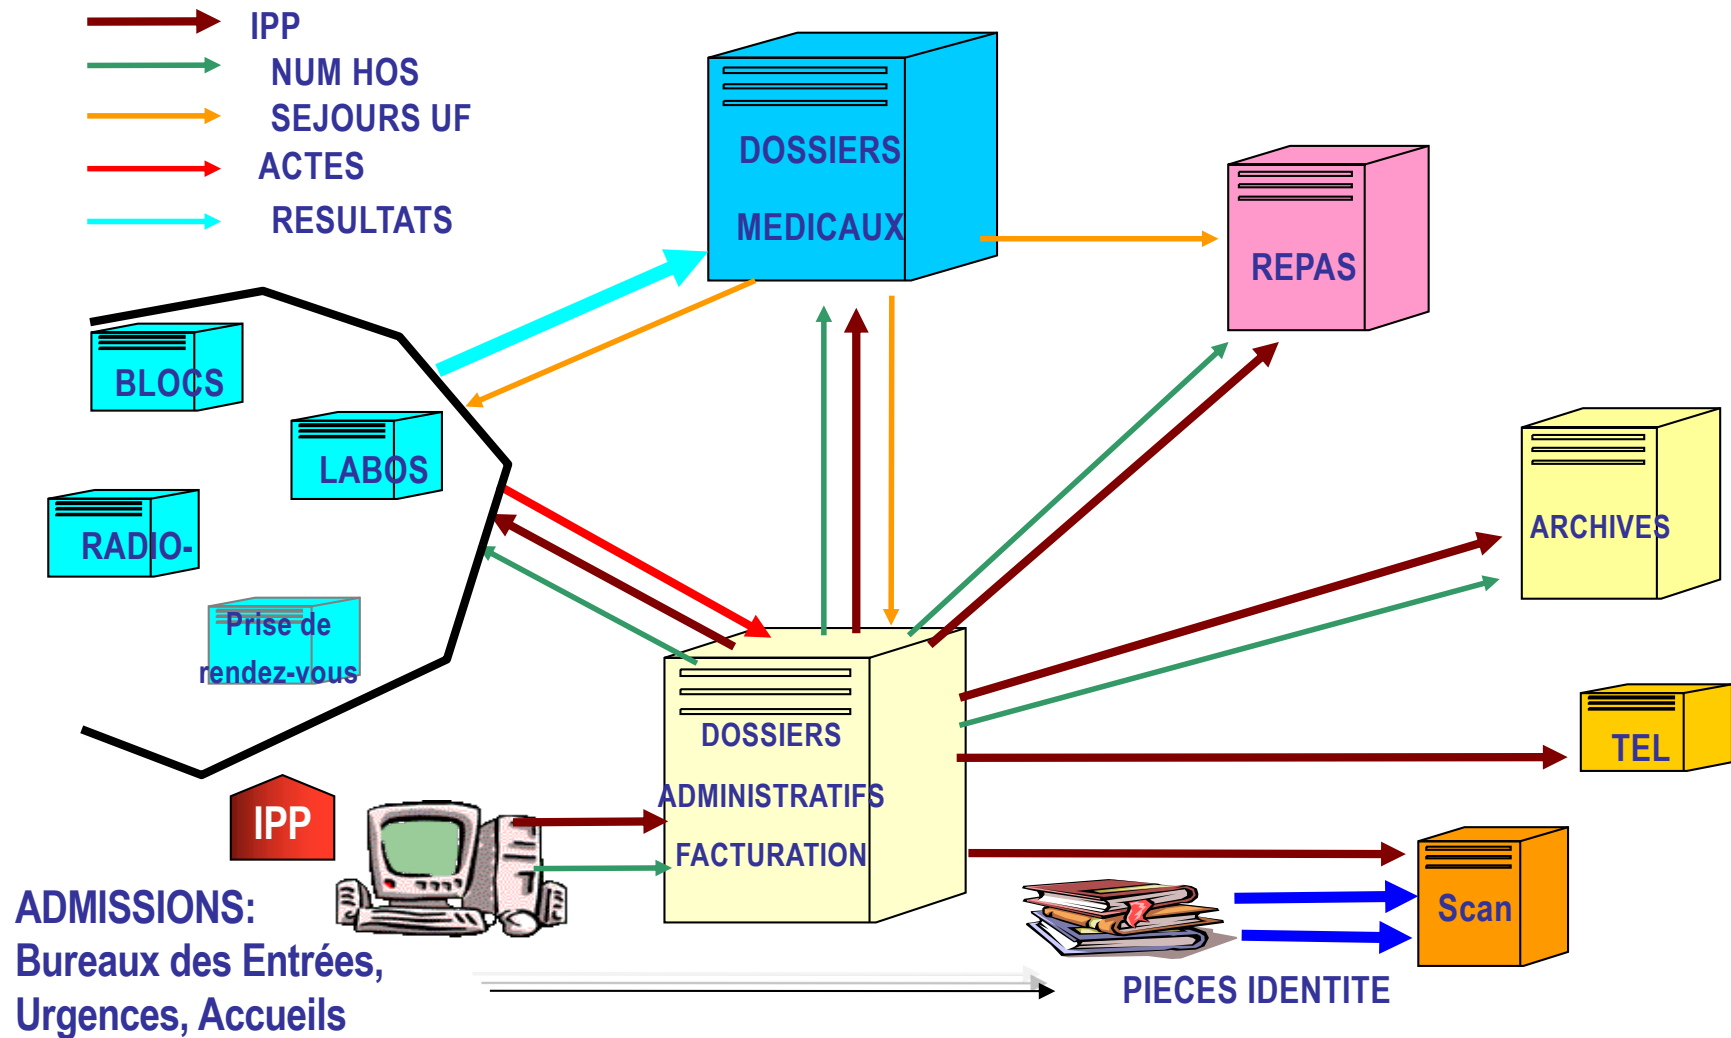 IPP
NUM HOS
SEJOURS UF
ACTES
RESULTATS
DOSSIERS
MEDICAUX
REPAS
BLOCS
LABOS
RADIO-
Prise de
rendez-vous
ARCHIVES
TEL
DOSSIERS
ADMINISTRATIFS
FACTURATION
IPP
Scan
ADMISSIONS:
Bureaux des Entrées,
Urgences, Accueils
PIECES IDENTITE